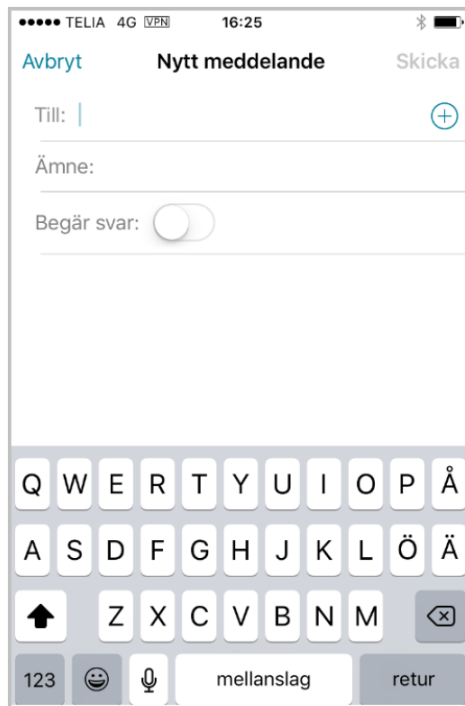 TELIA 4G VPN 16:25
Avbryt Nytt meddelande Skicka
Till:
Ämne:
Begär svar:
Q W E R T Y U I O P Å
A S D F G H J K L Ö Ä
Z X C V B N M
123 mellanslag retur